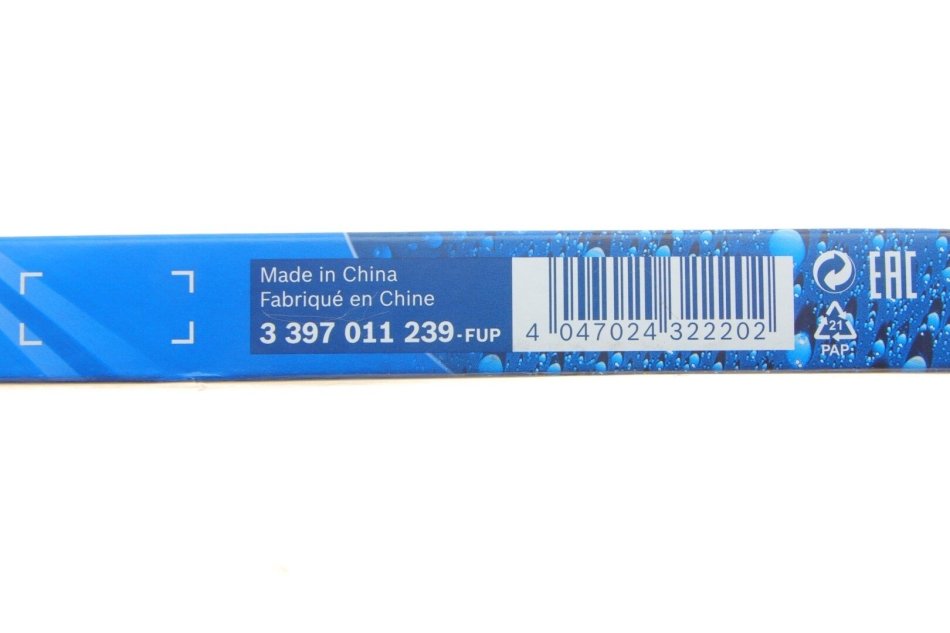 Made in China
Fabriqué en Chine
3 397 011 239-FUP
4 047024 322202
21
PAP
EAC